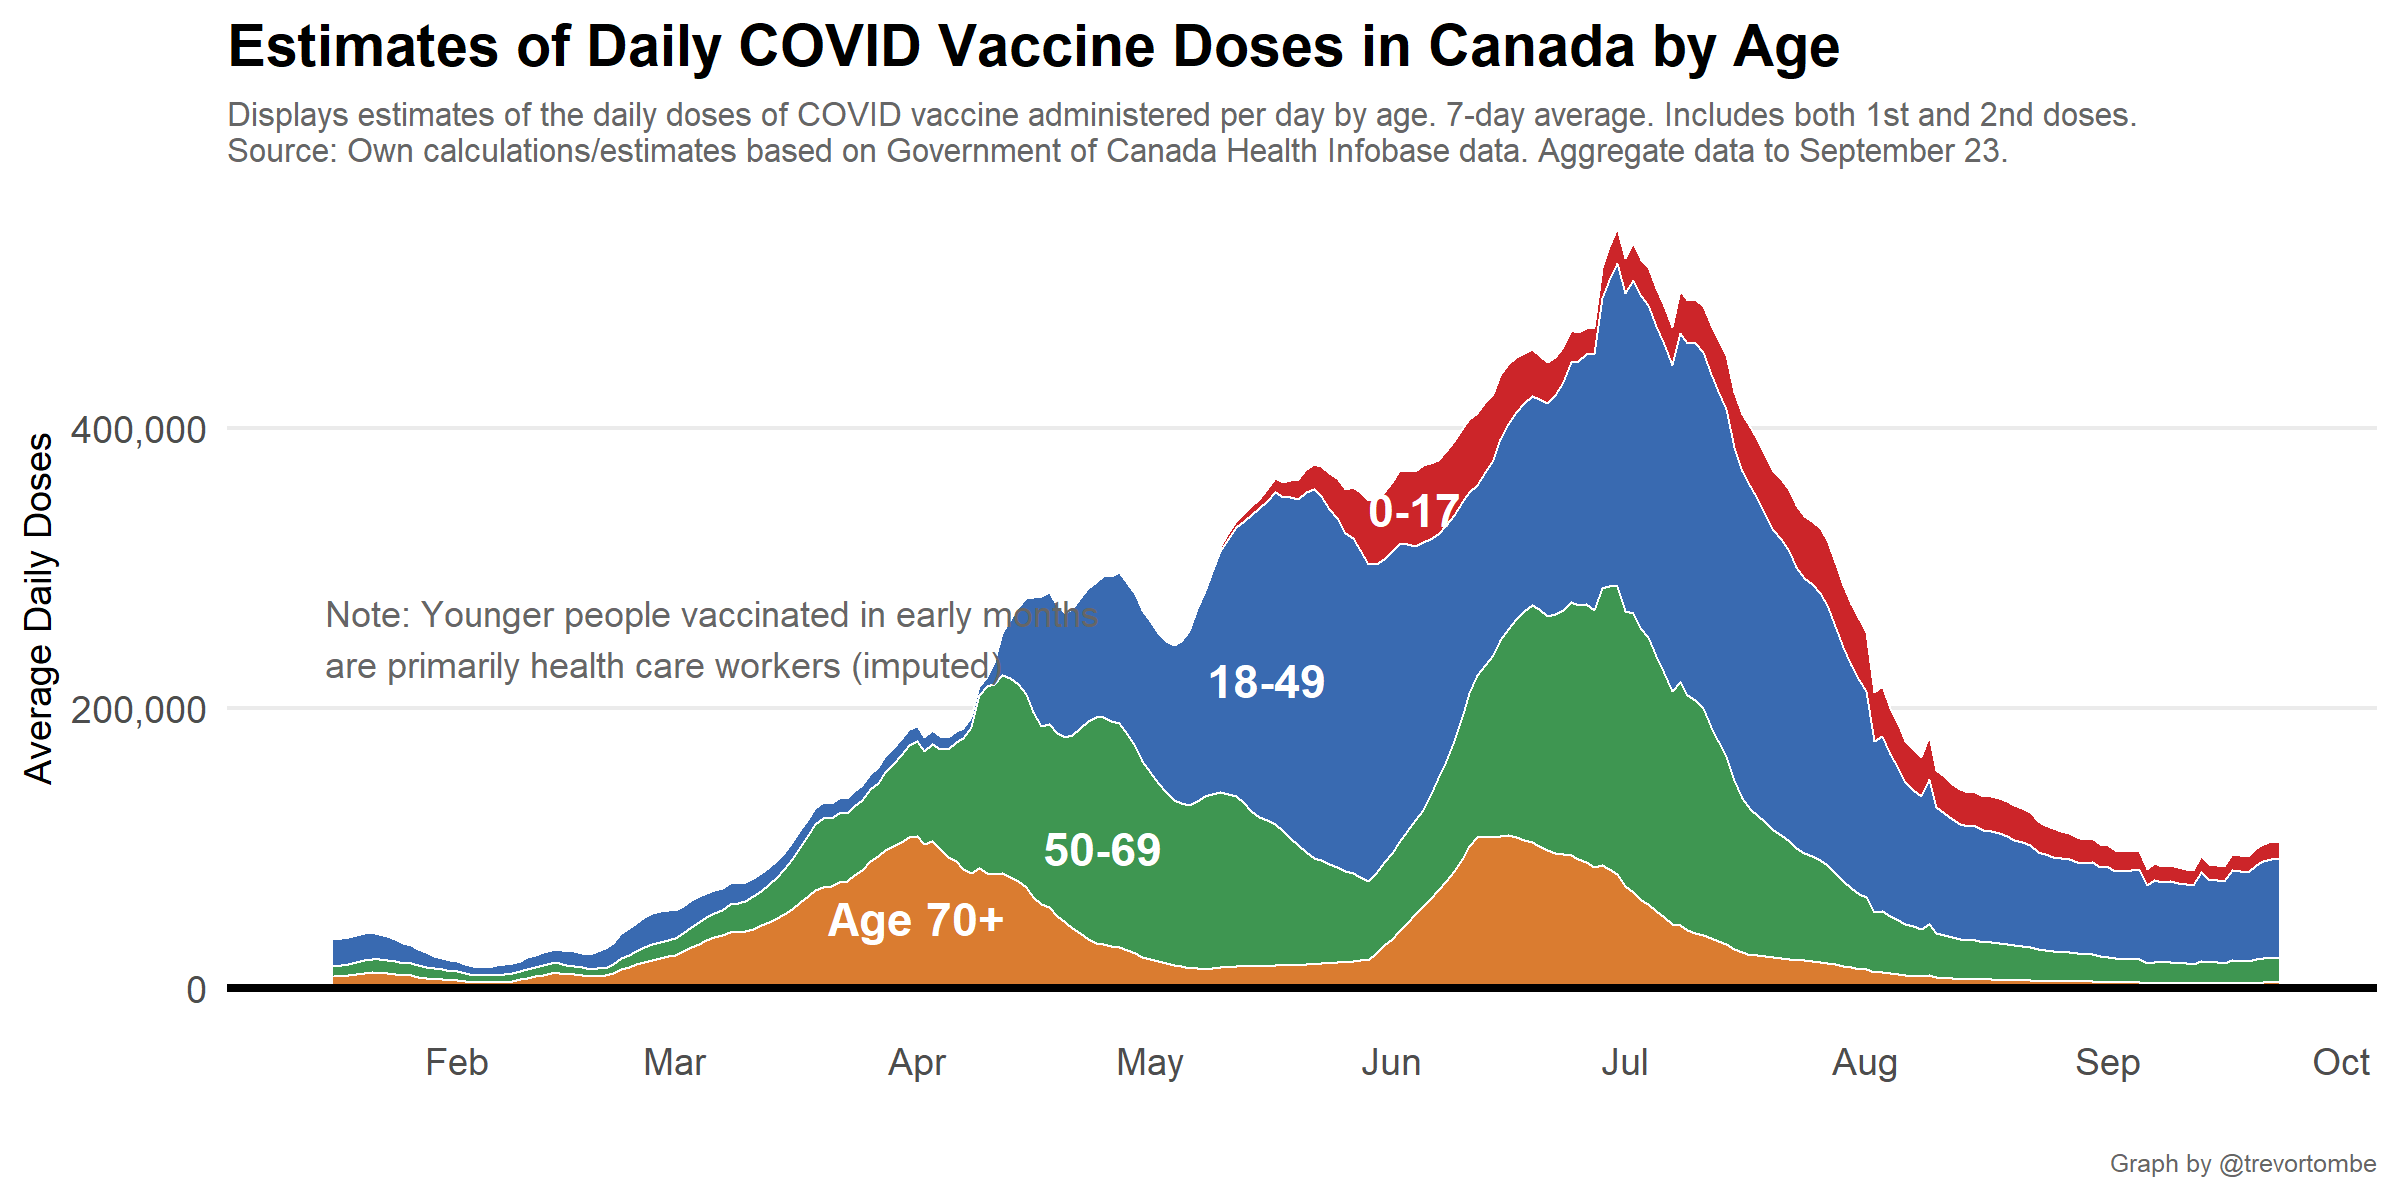 Estimates of Daily COVID Vaccine Doses in Canada by Age
Displays estimates of the daily doses of COVID vaccine administered per day by age. 7-day average. Includes both 1st and 2nd doses.
Source: Own calculations/estimates based on Government of Canada Health Infobase data. Aggregate data to September 23.
Average Daily Doses
400,000
200,000
0
Note: Younger people vaccinated in early months
are primarily health care workers (imputed)
0-17
18-49
50-69
Age 70+
Feb Mar Apr May Jun Jul Aug Sep Oct
Graph by @trevortombe